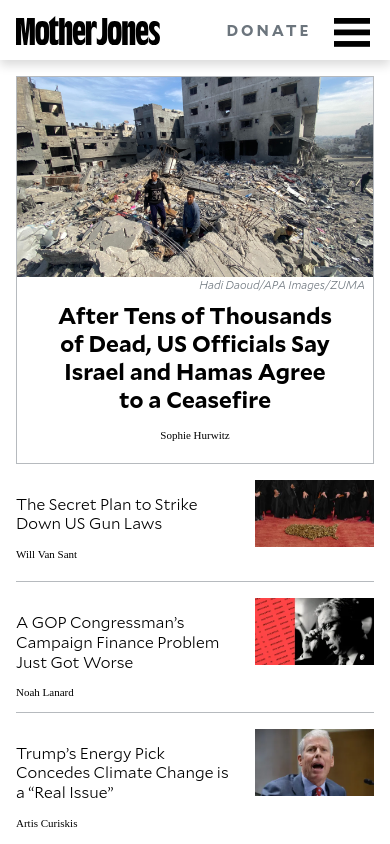 Mother Jones
DONATE
Hadi Daoud/APA Images/ZUMA
After Tens of Thousands
of Dead, US Officials Say
Israel and Hamas Agree
to a Ceasefire
Sophie Hurwitz
The Secret Plan to Strike
Down US Gun Laws
Will Van Sant
A GOP Congressman’s
Campaign Finance Problem
Just Got Worse
Noah Lanard
Trump’s Energy Pick
Concedes Climate Change is
a “Real Issue”
Artis Curiskis